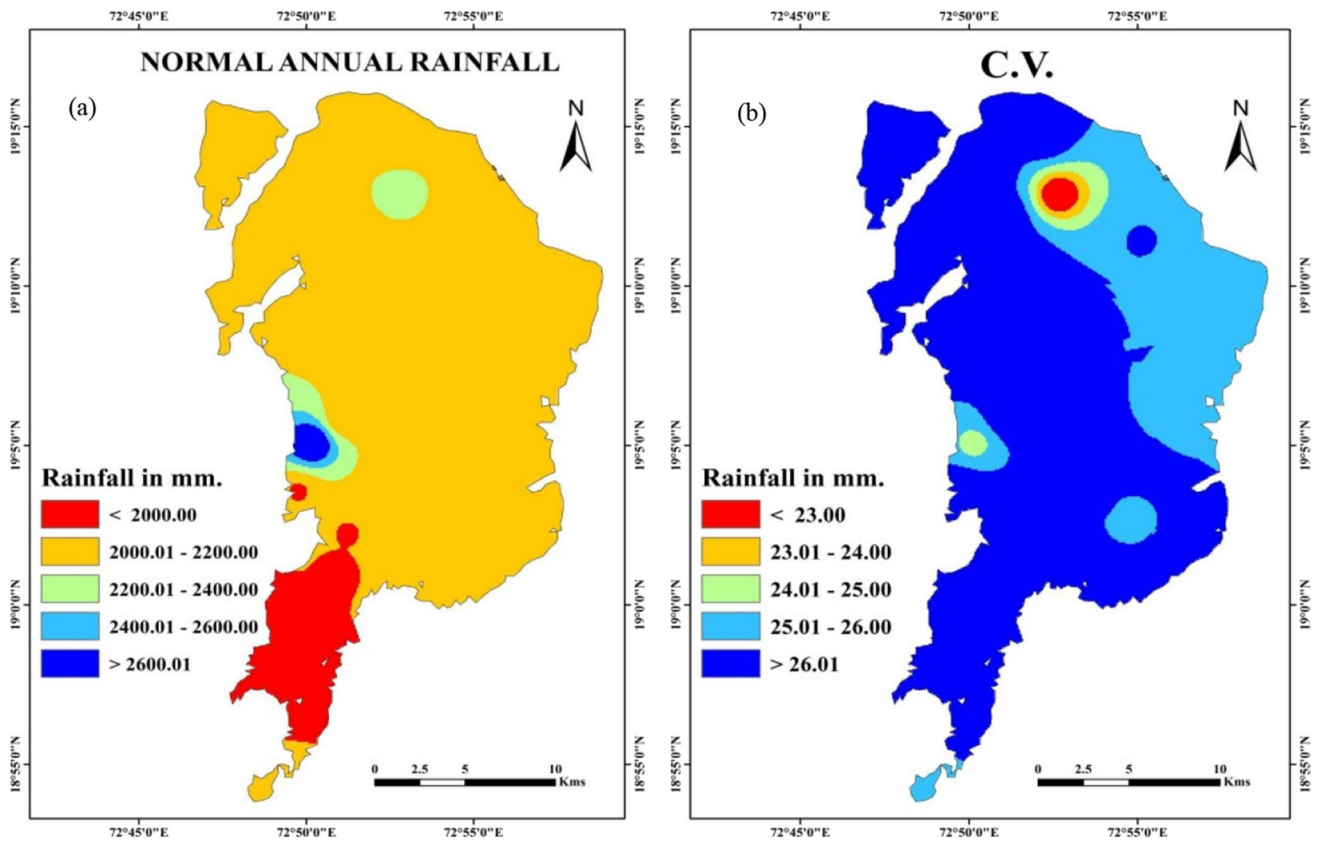 72°45'0"E 72°50'0"E 72°55'0"E
NORMAL ANNUAL RAINFALL
(a)
N
19°15'0"N 19°15'0"N
19°10'0"N 19°10'0"N
19°5'0"N 19°5'0"N
19°0'0"N 19°0'0"N
18°55'0"N 18°55'0"N
Rainfall in mm.
< 2000.00
2000.01 - 2200.00
2200.01 - 2400.00
2400.01 - 2600.00
> 2600.01
0 2.5 5 10
Kms
72°45'0"E 72°50'0"E 72°55'0"E
72°45'0"E 72°50'0"E 72°55'0"E
C.V.
(b)
N
19°15'0"N 19°15'0"N
19°10'0"N 19°10'0"N
19°5'0"N 19°5'0"N
19°0'0"N 19°0'0"N
18°55'0"N 18°55'0"N
Rainfall in mm.
< 23.00
23.01 - 24.00
24.01 - 25.00
25.01 - 26.00
> 26.01
0 2.5 5 10
Kms
72°45'0"E 72°50'0"E 72°55'0"E